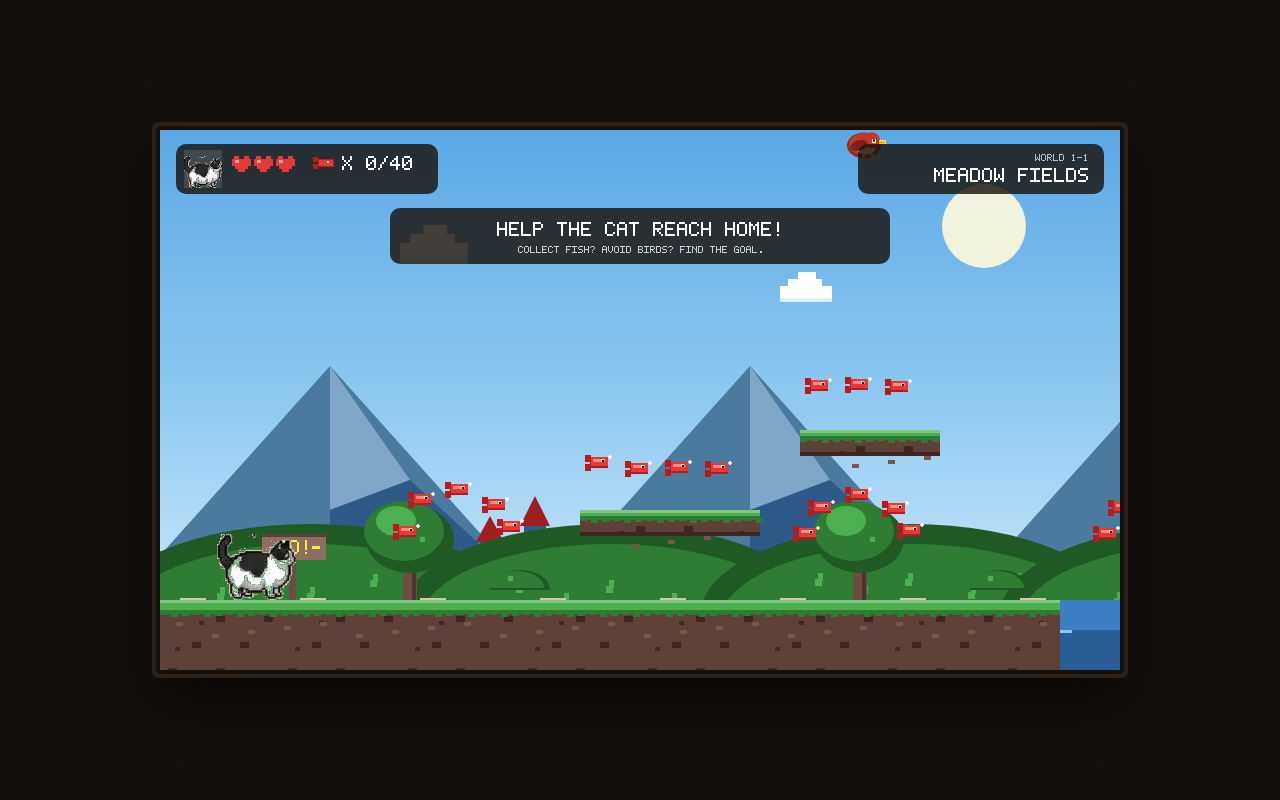 X 0/40
WORLD 1-1
MEADOW FIELDS
HELP THE CAT REACH HOME!
COLLECT FISH? AVOID BIRDS? FIND THE GOAL.